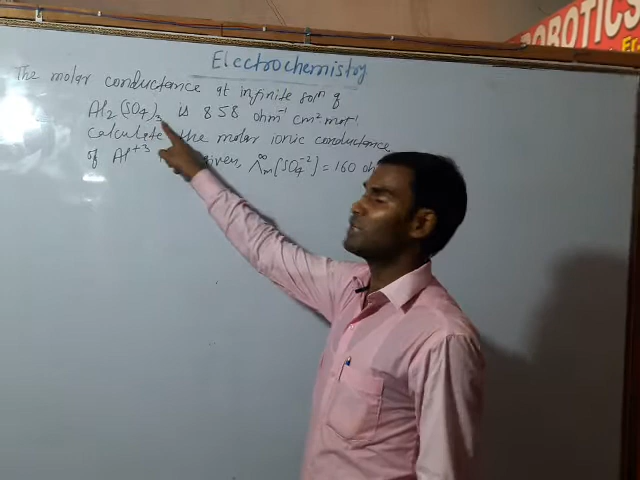 ROBOTICS
Electrochemistry
The molar conductance at infinite soln of
Al2(SO4)3 is 858 ohm-1 cm2 mol-1
calculate the molar ionic conductance
of Al+3 given, Λ∞m(SO4-2) = 160 oh